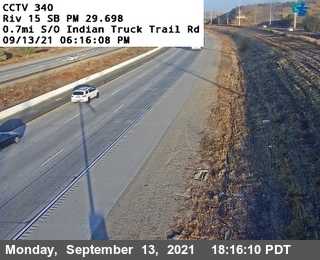 CCTV 340
Riv 15 SB PM 29.698
0.7mi S/O Indian Truck Trail Rd
09/13/21 06:16:08 PM
Monday, September 13, 2021 18:16:10 PDT